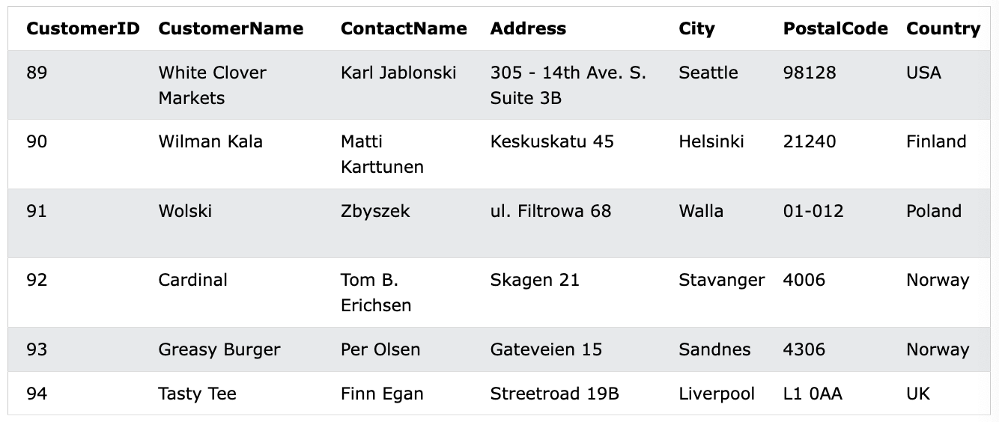 CustomerID CustomerName ContactName Address City PostalCode Country
89 White Clover Karl Jablonski 305 - 14th Ave. S. Seattle 98128 USA
Markets Suite 3B
90 Wilman Kala Matti Keskuskatu 45 Helsinki 21240 Finland
Karttunen
91 Wolski Zbyszek ul. Filtrowa 68 Walla 01-012 Poland
92 Cardinal Tom B. Skagen 21 Stavanger 4006 Norway
Erichsen
93 Greasy Burger Per Olsen Gateveien 15 Sandnes 4306 Norway
94 Tasty Tee Finn Egan Streetroad 19B Liverpool L1 0AA UK